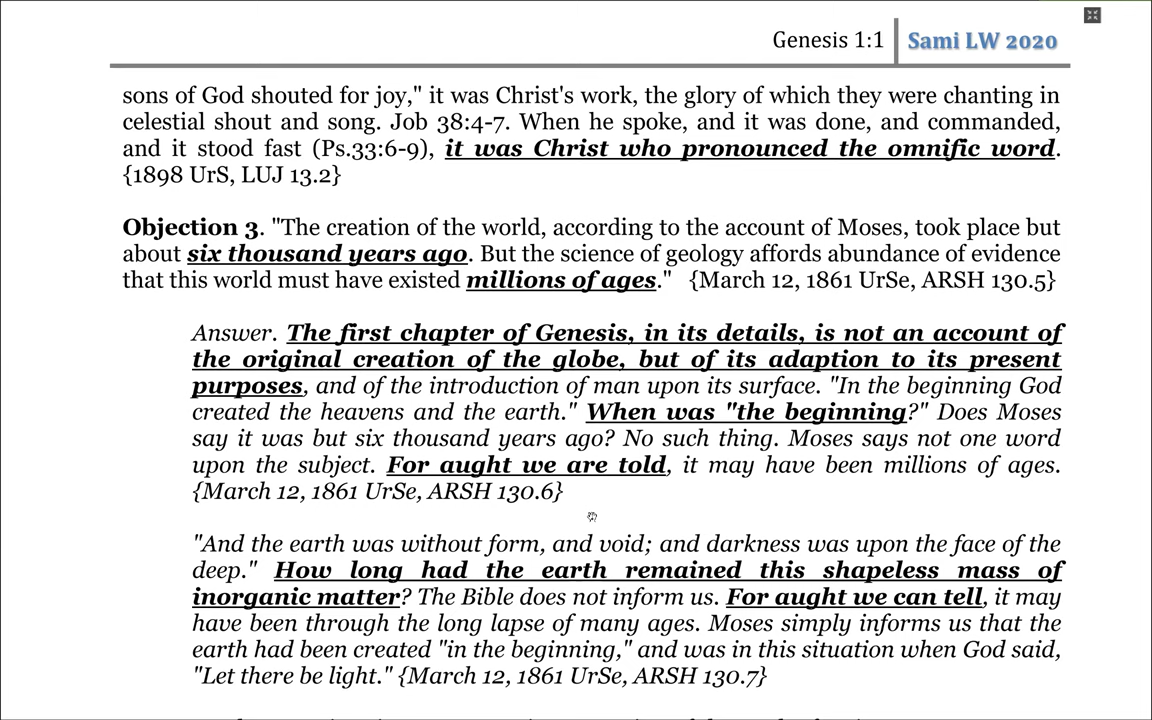 Genesis 1:1 Sami LW 2020
sons of God shouted for joy," it was Christ's work, the glory of which they were chanting in
celestial shout and song. Job 38:4-7. When he spoke, and it was done, and commanded,
and it stood fast (Ps.33:6-9), it was Christ who pronounced the omnific word.
{1898 UrS, LUJ 13.2}
Objection 3. "The creation of the world, according to the account of Moses, took place but
about six thousand years ago. But the science of geology affords abundance of evidence
that this world must have existed millions of ages." {March 12, 1861 UrSe, ARSH 130.5}
Answer. The first chapter of Genesis, in its details, is not an account of
the original creation of the globe, but of its adaption to its present
purposes, and of the introduction of man upon its surface. "In the beginning God
created the heavens and the earth." When was "the beginning?" Does Moses
say it was but six thousand years ago? No such thing. Moses says not one word
upon the subject. For aught we are told, it may have been millions of ages.
{March 12, 1861 UrSe, ARSH 130.6}
"And the earth was without form, and void; and darkness was upon the face of the
deep." How long had the earth remained this shapeless mass of
inorganic matter? The Bible does not inform us. For aught we can tell, it may
have been through the long lapse of many ages. Moses simply informs us that the
earth had been created "in the beginning," and was in this situation when God said,
"Let there be light." {March 12, 1861 UrSe, ARSH 130.7}